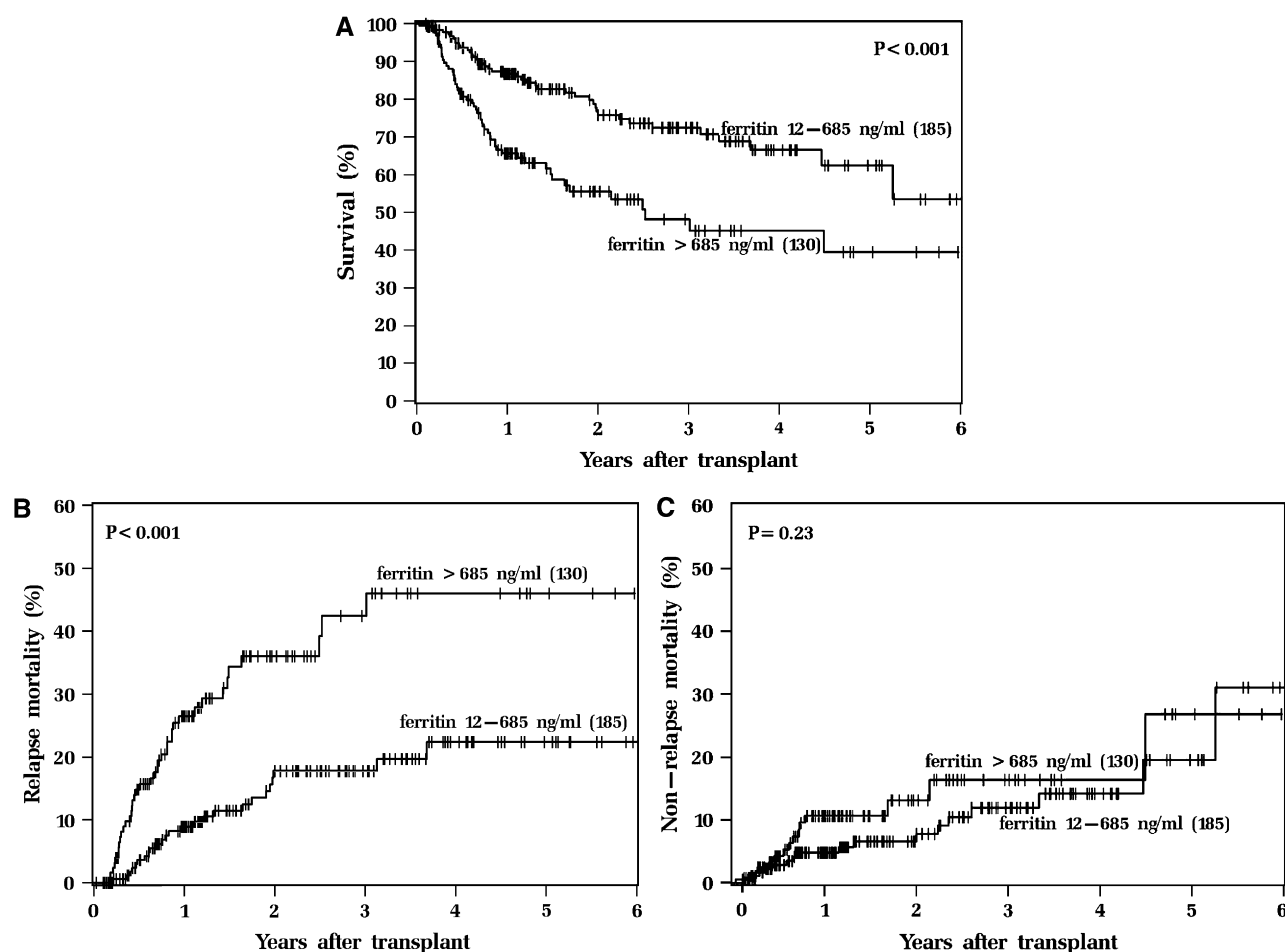 A
P< 0.001
100
90
80
70
60
50
40
30
20
10
0
Survival (%)
ferritin 12−685 ng/ml (185)
ferritin > 685 ng/ml (130)
0 1 2 3 4 5 6
Years after transplant
B
P< 0.001
60
50
40
30
20
10
0
Relapse mortality (%)
ferritin > 685 ng/ml (130)
ferritin 12−685 ng/ml (185)
0 1 2 3 4 5 6
Years after transplant
C
P= 0.23
60
50
40
30
20
10
0
Non−relapse mortality (%)
ferritin > 685 ng/ml (130)
ferritin 12−685 ng/ml (185)
0 1 2 3 4 5 6
Years after transplant